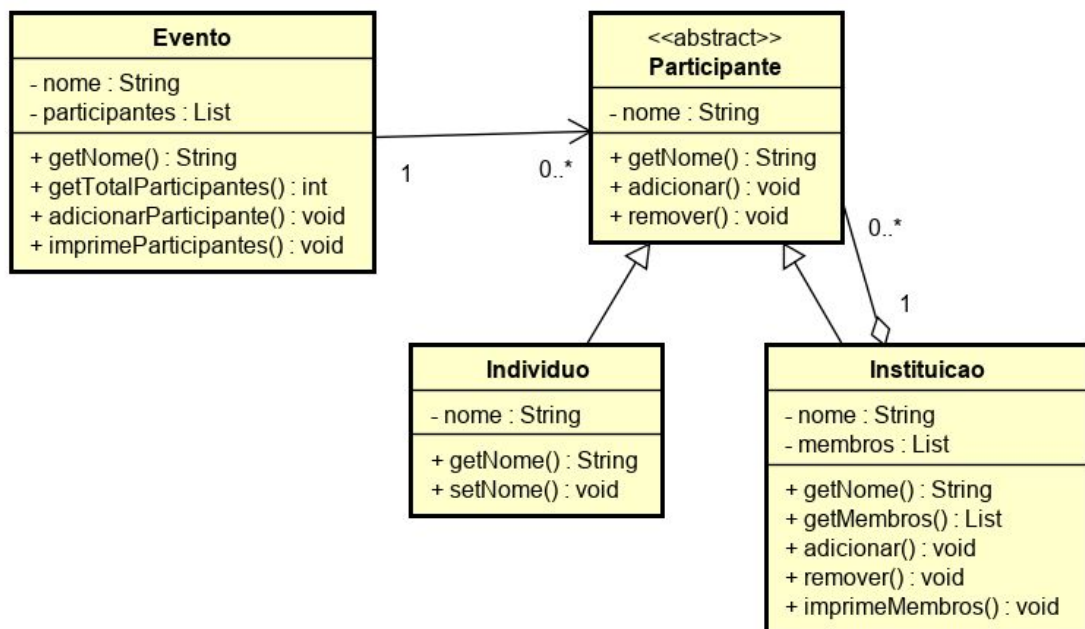 Evento
- nome : String
- participantes : List
+ getNome() : String
+ getTotalParticipantes() : int
+ adicionarParticipante() : void
+ imprimeParticipantes() : void
1
0..*
<<abstract>>
Participante
- nome : String
+ getNome() : String
+ adicionar() : void
+ remover() : void
0..*
1
Individuo
- nome : String
+ getNome() : String
+ setNome() : void
Instituicao
- nome : String
- membros : List
+ getNome() : String
+ getMembros() : List
+ adicionar() : void
+ remover() : void
+ imprimeMembros() : void